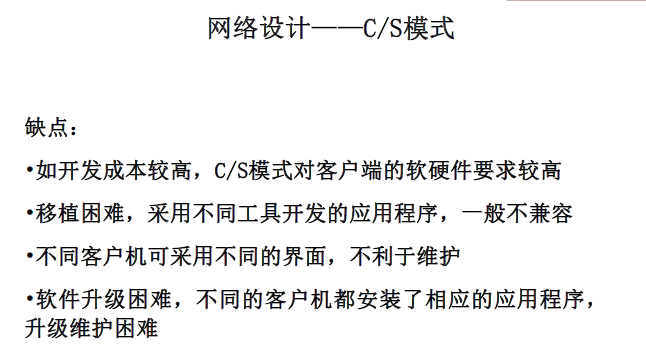 网络设计——C/S模式
缺点：
•如开发成本较高，C/S模式对客户端的软硬件要求较高
•移植困难，采用不同工具开发的应用程序，一般不兼容
•不同客户机可采用不同的界面，不利于维护
•软件升级困难，不同的客户机都安装了相应的应用程序，
升级维护困难